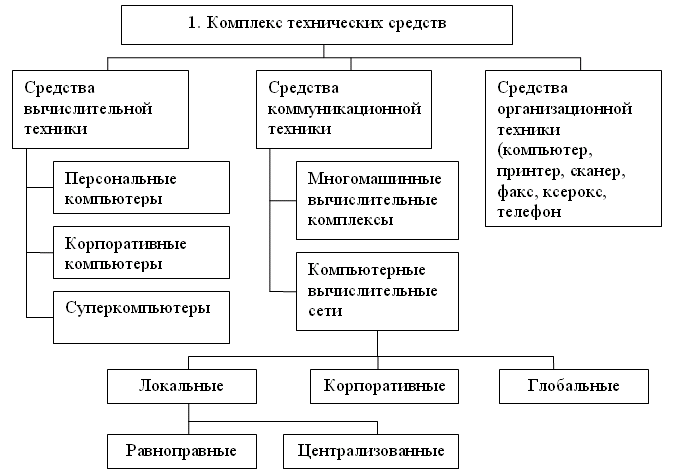 1. Комплекс технических средств
Средства
вычислительной
техники
Средства
коммуникационной
техники
Средства
организационной
техники
(компьютер,
принтер, сканер,
факс, ксерокс,
телефон
Персональные
компьютеры
Корпоративные
компьютеры
Суперкомпьютеры
Многомашинные
вычислительные
комплексы
Компьютерные
вычислительные
сети
Локальные
Корпоративные
Глобальные
Равноправные
Централизованные